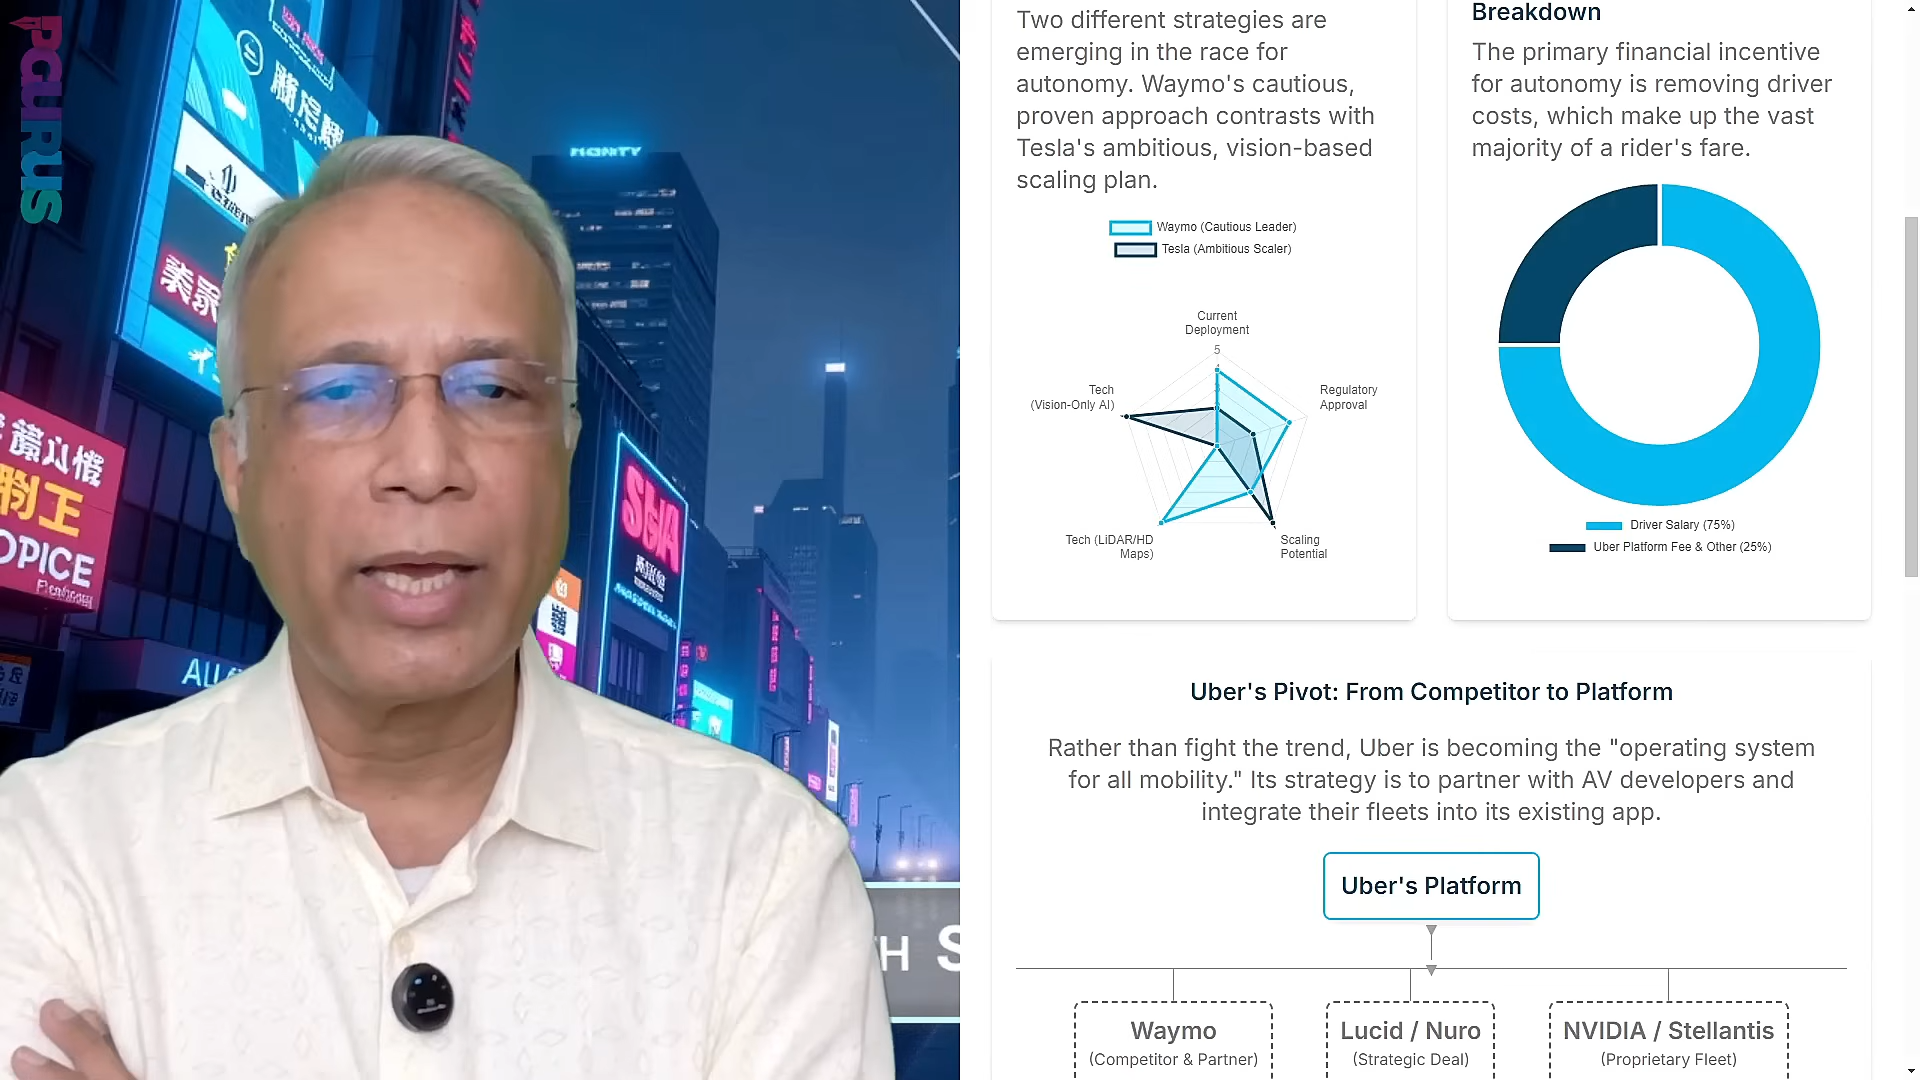 PGURUS
MONITY
OPICE
SHA
Two different strategies are
emerging in the race for
autonomy. Waymo's cautious,
proven approach contrasts with
Tesla's ambitious, vision-based
scaling plan.
Waymo (Cautious Leader)
Tesla (Ambitious Scaler)
Current
Deployment
5
Tech
(Vision-Only AI)
Regulatory
Approval
Tech (LiDAR/HD
Maps)
Scaling
Potential
Breakdown
The primary financial incentive
for autonomy is removing driver
costs, which make up the vast
majority of a rider's fare.
Driver Salary (75%)
Uber Platform Fee & Other (25%)
Uber's Pivot: From Competitor to Platform
Rather than fight the trend, Uber is becoming the "operating system
for all mobility." Its strategy is to partner with AV developers and
integrate their fleets into its existing app.
Uber's Platform
Waymo
(Competitor & Partner)
Lucid / Nuro
(Strategic Deal)
NVIDIA / Stellantis
(Proprietary Fleet)